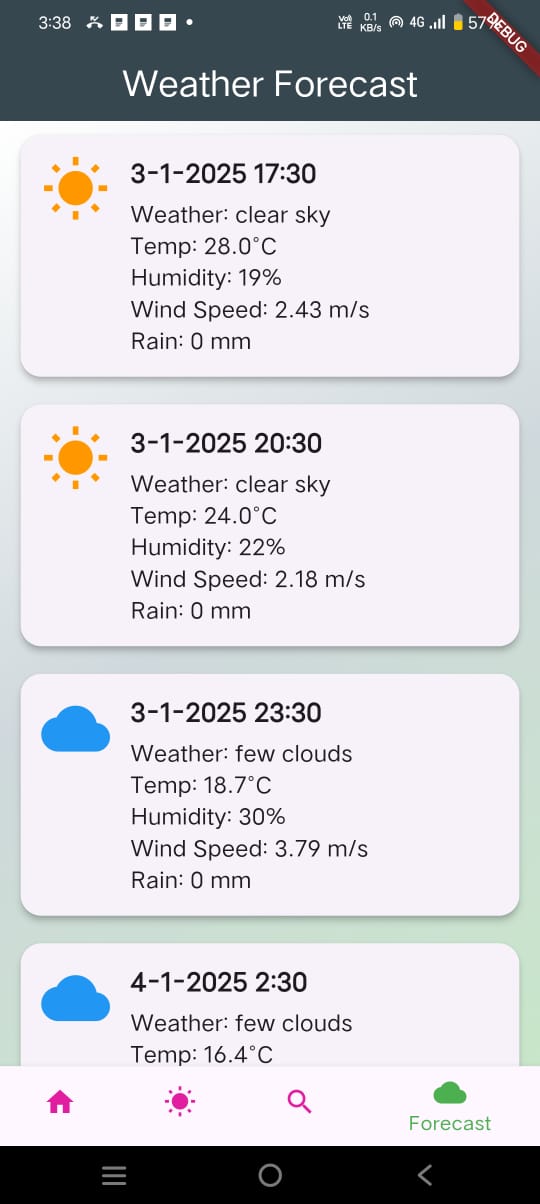 3:38 Vo) LTE 0.1 KB/s 4G 57%
DEBUG
Weather Forecast
3-1-2025 17:30
Weather: clear sky
Temp: 28.0°C
Humidity: 19%
Wind Speed: 2.43 m/s
Rain: 0 mm
3-1-2025 20:30
Weather: clear sky
Temp: 24.0°C
Humidity: 22%
Wind Speed: 2.18 m/s
Rain: 0 mm
3-1-2025 23:30
Weather: few clouds
Temp: 18.7°C
Humidity: 30%
Wind Speed: 3.79 m/s
Rain: 0 mm
4-1-2025 2:30
Weather: few clouds
Temp: 16.4°C
Forecast